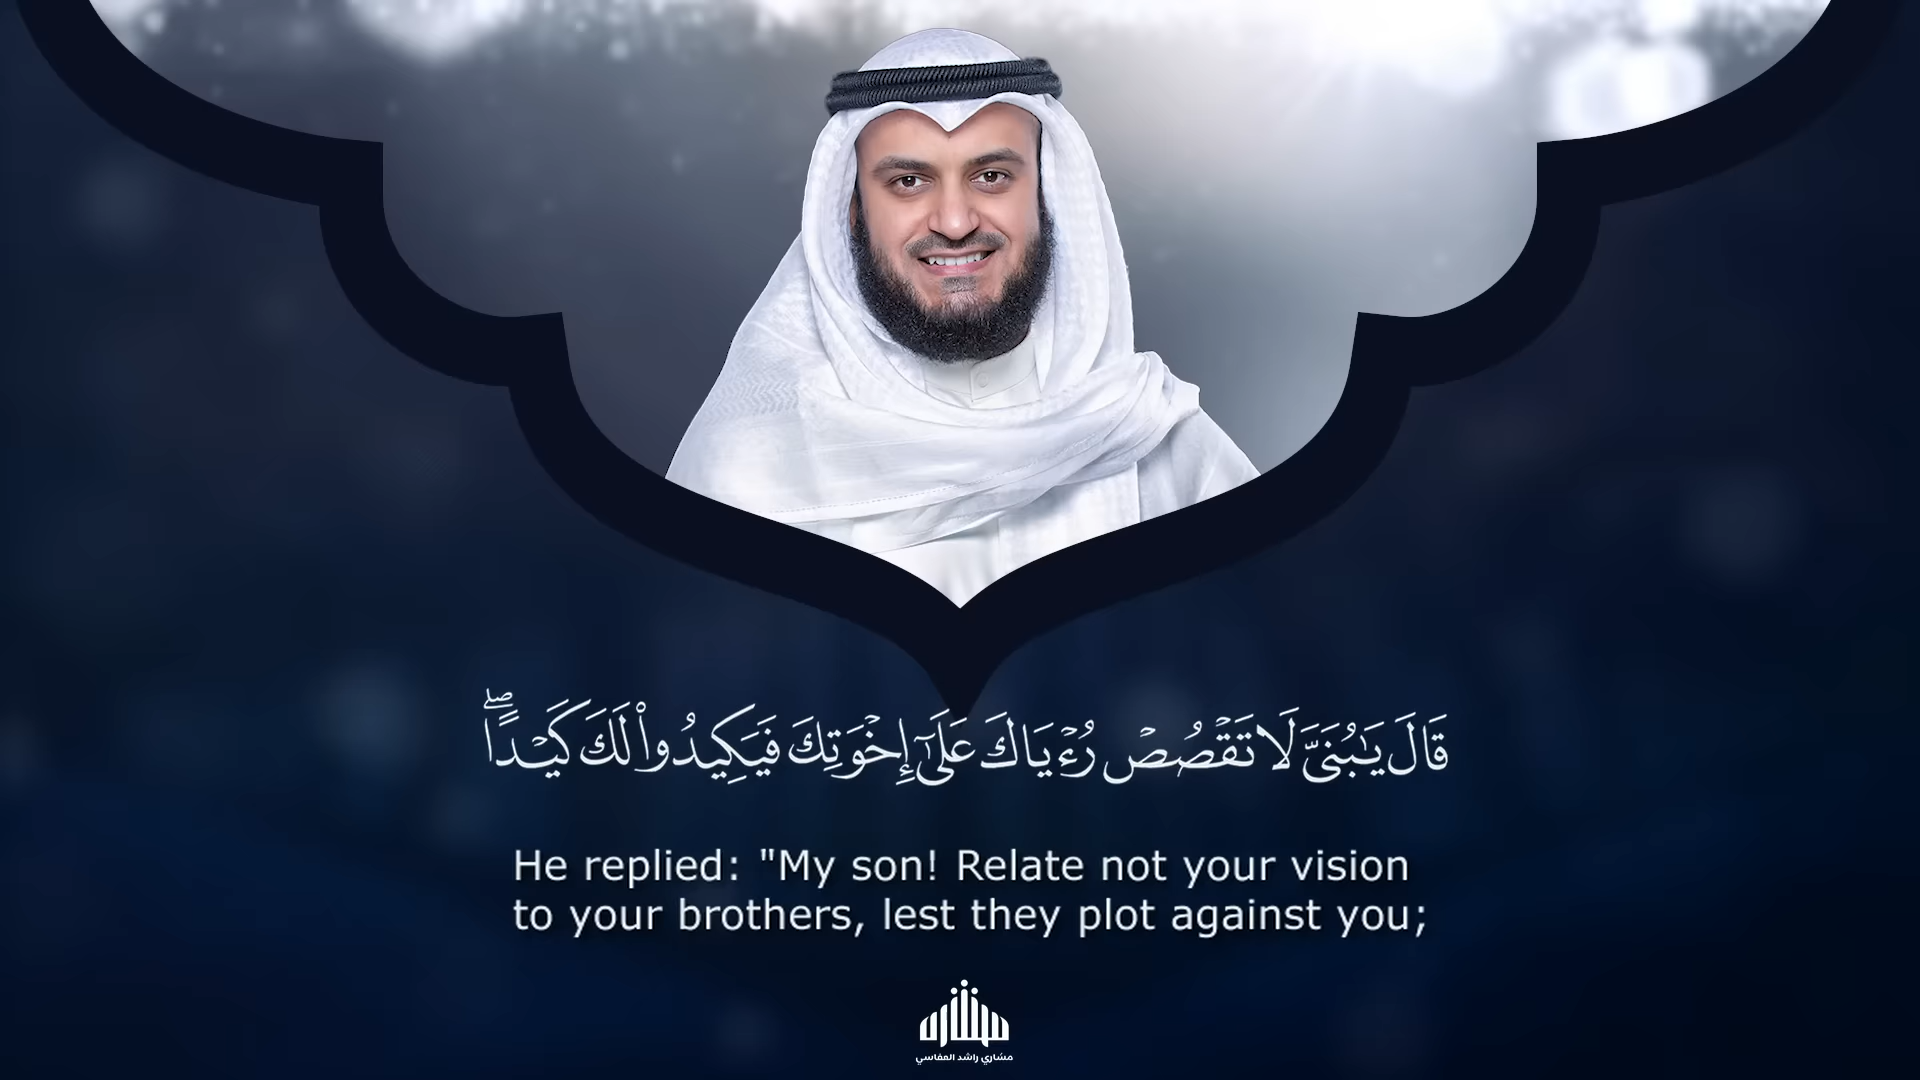 قَالَ يَـٰبُنَىَّ لَا تَقْصُصْ رُءْيَاكَ عَلَىٰٓ إِخْوَتِكَ فَيَكِيدُوا۟ لَكَ كَيْدًا ۖ
He replied: "My son! Relate not your vision
to your brothers, lest they plot against you;
مشاري
مشاري راشد العفاسي